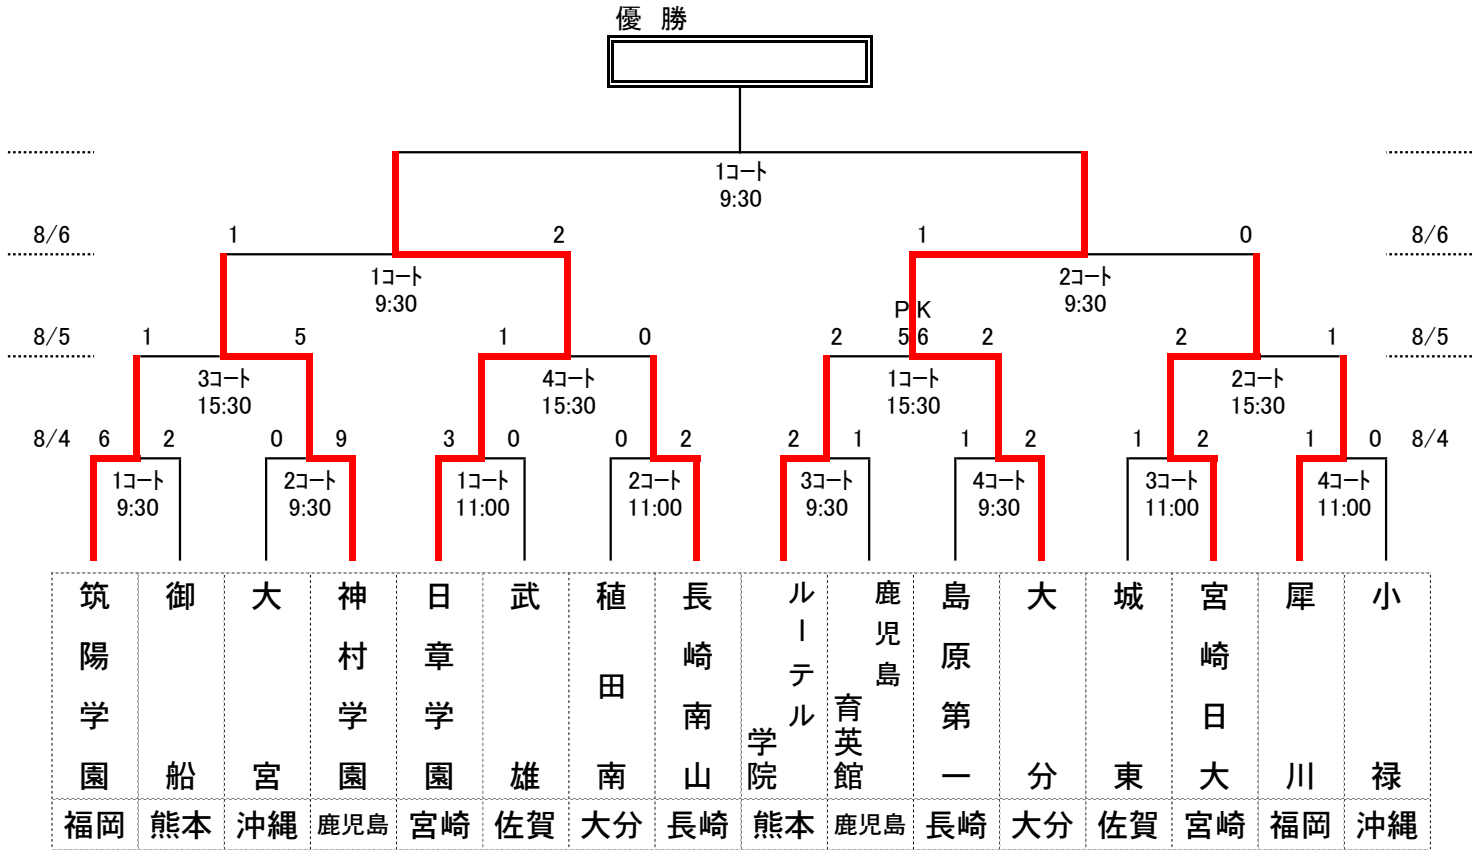 優 勝
1コート
9:30
8/6 1 2 1 0 8/6
1コート 2コート
9:30 9:30
PK
8/5 1 5 1 0 2 5 6 2 2 1 8/5
3コート 4コート 1コート 2コート
15:30 15:30 15:30 15:30
8/4 6 2 0 9 3 0 0 2 2 1 1 2 1 2 1 0 8/4
1コート 2コート 1コート 2コート 3コート 4コート 3コート 4コート
9:30 9:30 11:00 11:00 9:30 9:30 11:00 11:00
筑陽学園
御船
大宮
神村学園
日章学園
武雄
稙田南
長崎南山
ルーテル学院
鹿児島育英館
島原第一
大分
城東
宮崎日大
犀川
小禄
福岡 熊本 沖縄 鹿児島 宮崎 佐賀 大分 長崎 熊本 鹿児島 長崎 大分 佐賀 宮崎 福岡 沖縄